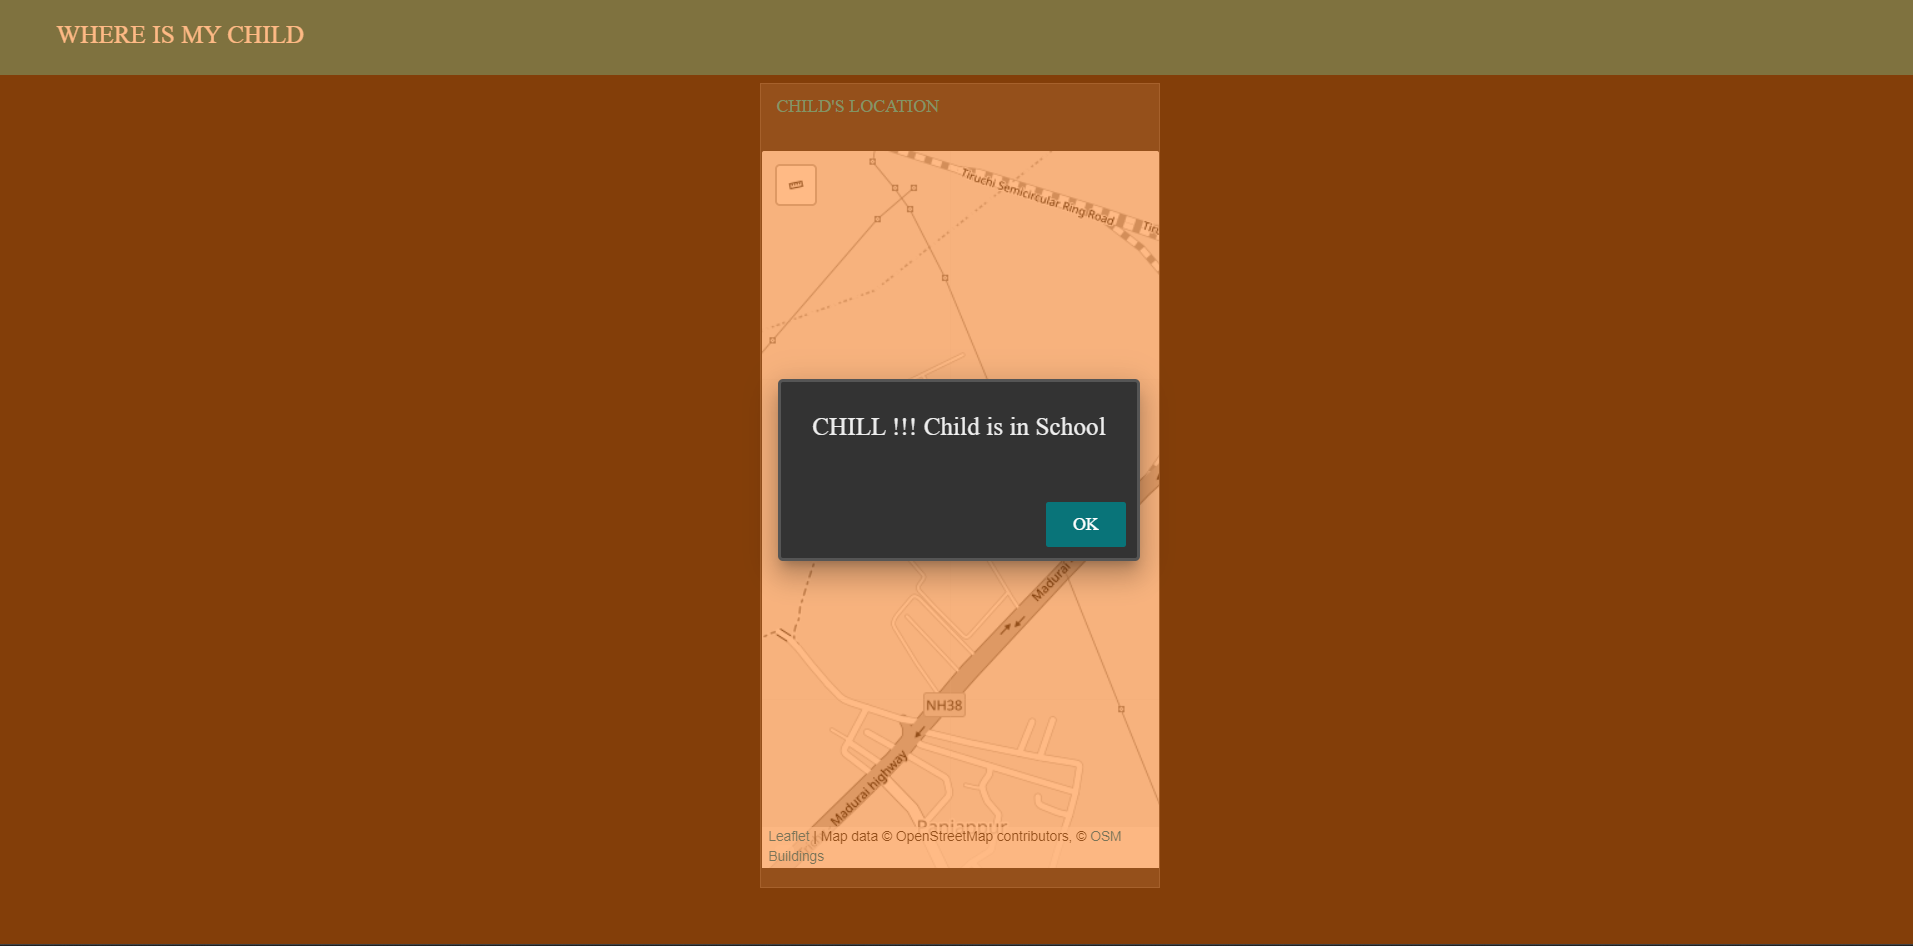 WHERE IS MY CHILD
CHILD'S LOCATION
Tiruchi Semicircular Ring Road
CHILL !!! Child is in School
OK
Madurai
NH38
Madurai highway
Panjappur
Leaflet | Map data © OpenStreetMap contributors, © OSM
Buildings